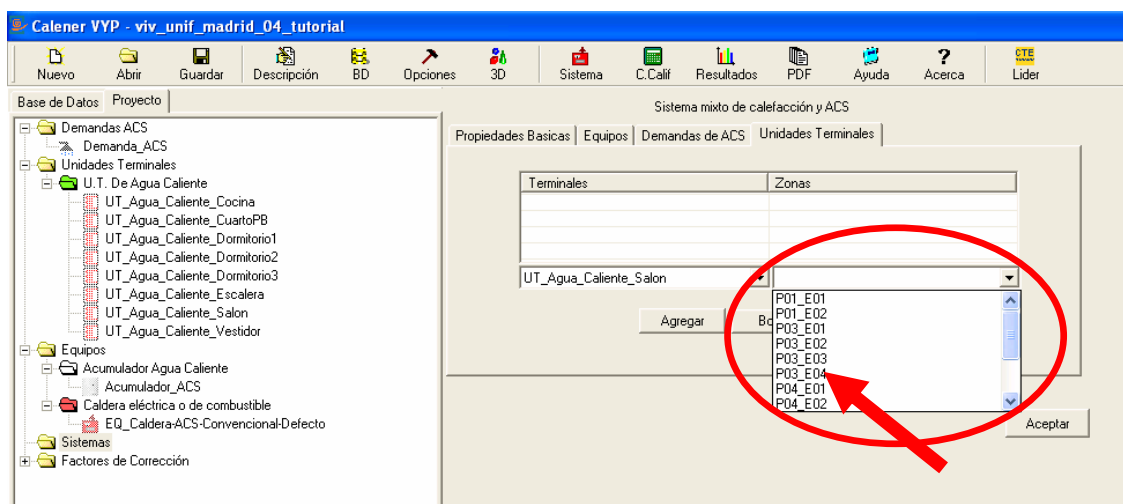 Calener VYP - viv_unif_madrid_04_tutorial
Nuevo Abrir Guardar Descripción BD Opciones 3D Sistema C.Calif Resultados PDF Ayuda ? Acerca CTE Lider
Base de Datos Proyecto
Demandas ACS
Demanda_ACS
Unidades Terminales
U.T. De Agua Caliente
UT_Agua_Caliente_Cocina
UT_Agua_Caliente_CuartoPB
UT_Agua_Caliente_Dormitorio1
UT_Agua_Caliente_Dormitorio2
UT_Agua_Caliente_Dormitorio3
UT_Agua_Caliente_Escalera
UT_Agua_Caliente_Salon
UT_Agua_Caliente_Vestidor
Equipos
Acumulador Agua Caliente
Acumulador_ACS
Caldera eléctrica o de combustible
EQ_Caldera-ACS-Convencional-Defecto
Sistemas
Factores de Corrección
Sistema mixto de calefacción y ACS
Propiedades Basicas Equipos Demandas de ACS Unidades Terminales
Terminales Zonas
UT_Agua_Caliente_Salon
P01_E01
P01_E02
P03_E01
P03_E02
P03_E03
P03_E04
P04_E01
P04_E02
Agregar
Aceptar